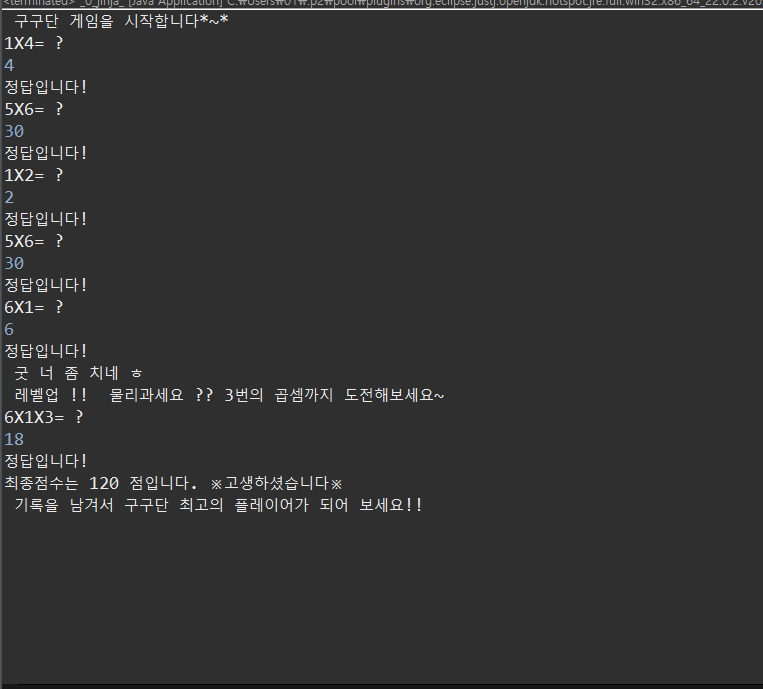 <terminated> _0_jinja_ [Java Application] C:₩Users₩01₩.p2₩pool₩plugins₩org.eclipse.justj.openjdk.hotspot.jre.full.win32.x86_64_22.0.2.v20
구구단 게임을 시작합니다*~*
1X4= ?
4
정답입니다!
5X6= ?
30
정답입니다!
1X2= ?
2
정답입니다!
5X6= ?
30
정답입니다!
6X1= ?
6
정답입니다!
굿 너 좀 치네 ㅎ
레벨업 !! 물리과세요 ?? 3번의 곱셈까지 도전해보세요~
6X1X3= ?
18
정답입니다!
최종점수는 120 점입니다. ※고생하셨습니다※
기록을 남겨서 구구단 최고의 플레이어가 되어 보세요!!